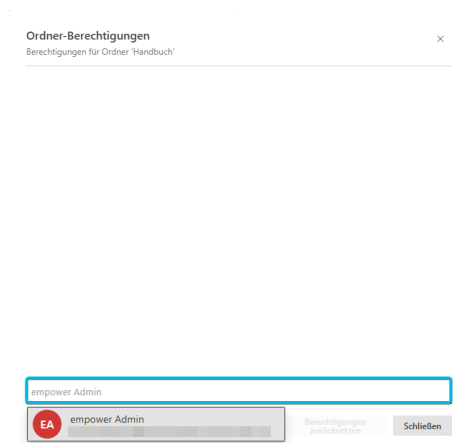 Ordner-Berechtigungen
Berechtigungen für Ordner 'Handbuch'
empower Admin
EA
empower Admin
Berechtigungen
zurücksetzen
Schließen